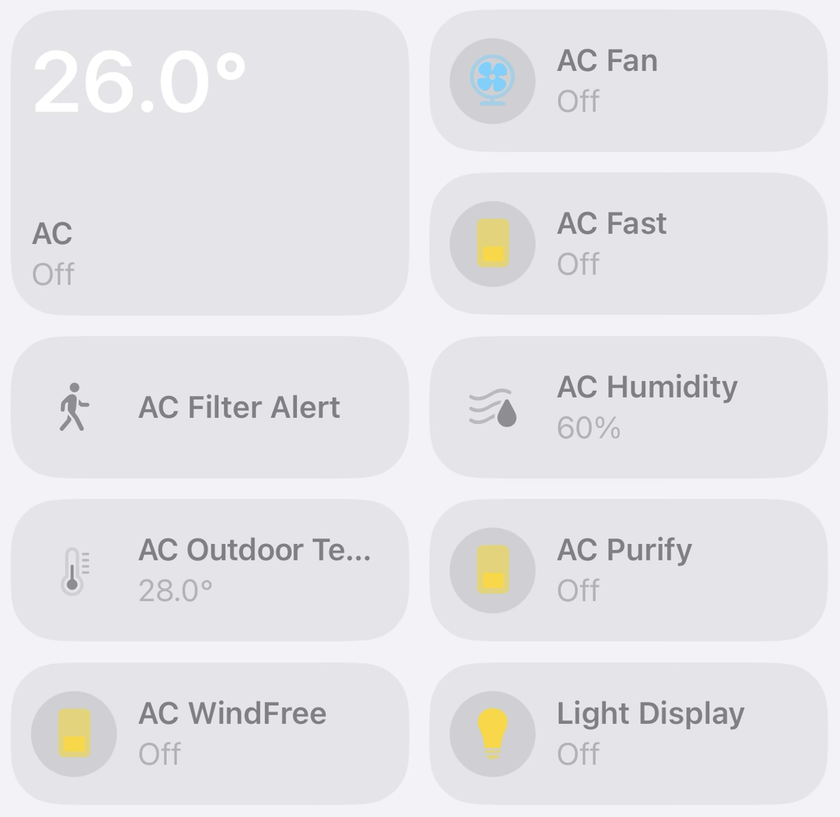 26.0°
AC
Off
AC Fan
Off
AC Fast
Off
AC Filter Alert
AC Humidity
60%
AC Outdoor Te...
28.0°
AC Purify
Off
AC WindFree
Off
Light Display
Off